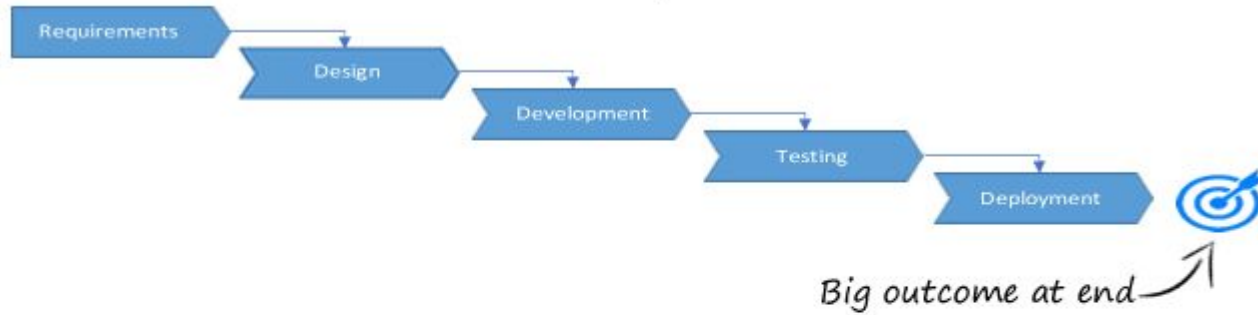 Requirements
Design
Development
Testing
Deployment
Big outcome at end